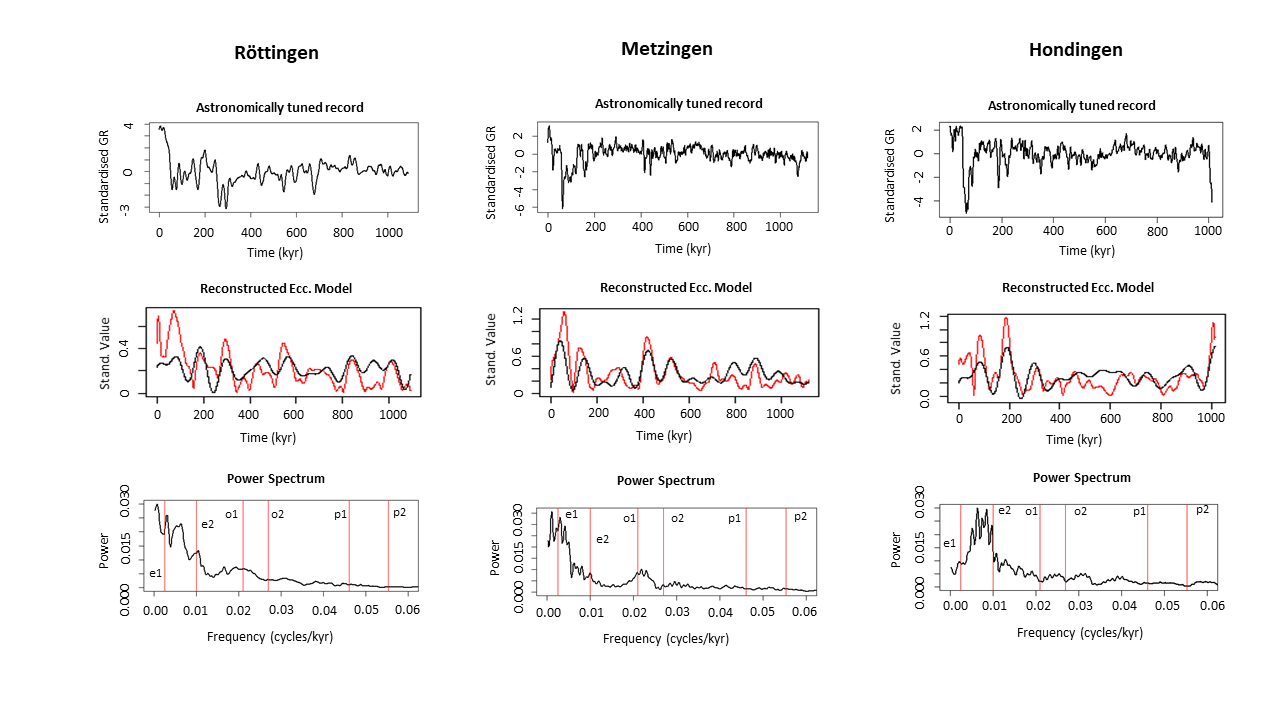 Röttingen Metzingen Hondingen
Astronomically tuned record Astronomically tuned record Astronomically tuned record
Standardised GR
4
0
-3
0 200 400 600 800 1000
Time (kyr)
Standardised GR
2
0
-2
-4
-6
0 200 400 600 800 1000
Time (kyr)
Standardised GR
2
0
-2
-4
0 200 400 600 800 1000
Time (kyr)
Reconstructed Ecc. Model Reconstructed Ecc. Model Reconstructed Ecc. Model
Stand. Value
0.4
0
0 200 400 600 800 1000
Time (kyr)
Stand. Value
1.2
0.6
0
0 200 400 600 800 1000
Time (kyr)
Stand. Value
1.2
0.6
0.0
0 200 400 600 800 1000
Time (kyr)
Power Spectrum Power Spectrum Power Spectrum
Power
0.030
0.015
0.000
e1 e2 o1 o2 p1 p2
0.00 0.01 0.02 0.03 0.04 0.05 0.06
Frequency (cycles/kyr)
Power
0.030
0.015
0.000
e1 e2 o1 o2 p1 p2
0.00 0.01 0.02 0.03 0.04 0.05 0.06
Frequency (cycles/kyr)
Power
0.030
0.015
0.000
e1 e2 o1 o2 p1 p2
0.00 0.01 0.02 0.03 0.04 0.05 0.06
Frequency (cycles/kyr)